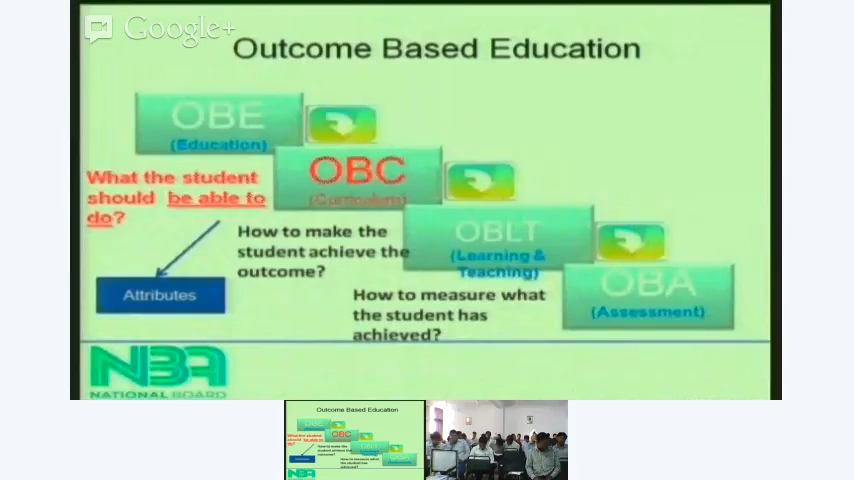 Google+
Outcome Based Education
OBE
(Education)
OBC
(Curriculum)
What the student
should be able to
do?
OBLT
(Learning &
Teaching)
How to make the
student achieve the
outcome?
OBA
(Assessment)
Attributes
How to measure what
the student has
achieved?
NBA
NATIONAL BOARD